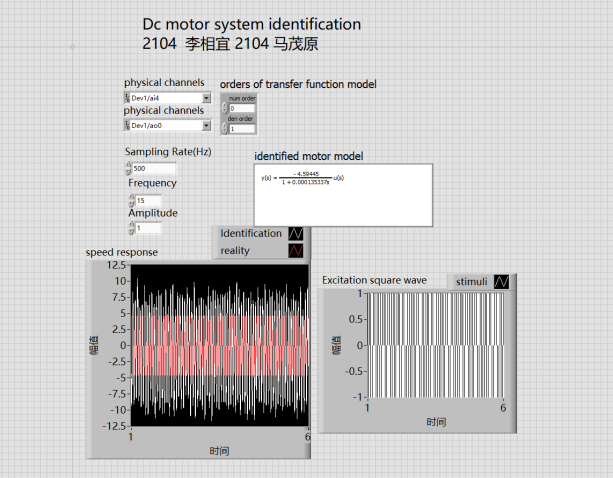 Dc motor system identification
2104 李相宜 2104 马茂原
physical channels
Dev1/ai4
physical channels
Dev1/ao0
orders of transfer function model
num order
0
den order
1
Sampling Rate(Hz)
500
Frequency
15
Amplitude
1
identified motor model
y(s) = -4.59445 / 1 + 0.000135337s u(s)
Identification
reality
speed response
12.5
10
7.5
5
2.5
0
-2.5
-5
-7.5
-10
-12.5
幅值
1
6
时间
Excitation square wave
stimuli
1
0.5
0
-0.5
-1
幅值
1
6
时间